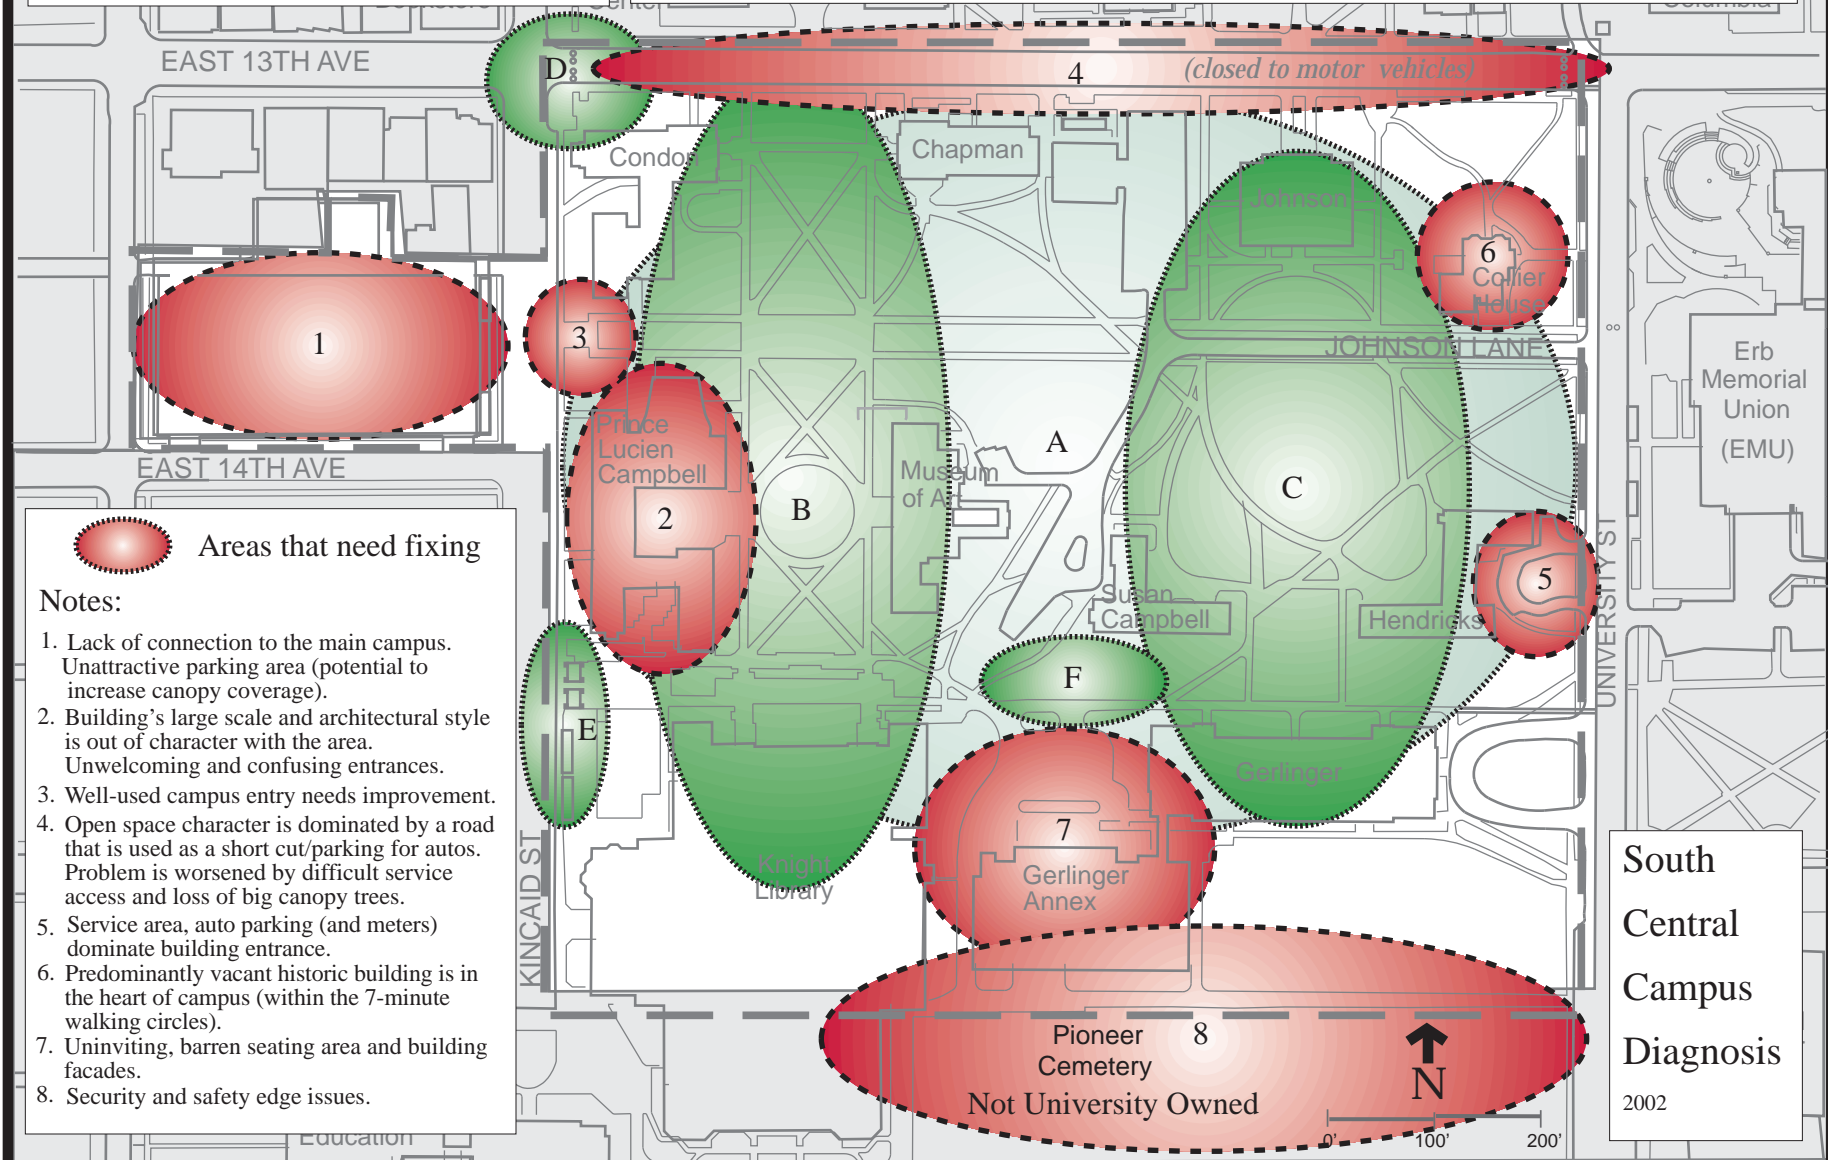 Bookstore
Center
Columbia
EAST 13TH AVE
D
4
(closed to motor vehicles)
Condon
Chapman
Johnson
6
Collier
House
1
3
JOHNSON LANE
Erb
Memorial
Union
(EMU)
Prince
Lucien
Campbell
A
EAST 14TH AVE
Museum
of Art
B
C
2
5
UNIVERSITY ST
Susan
Campbell
Hendricks
F
E
Gerlinger
7
Knight
Library
Gerlinger
Annex
KINCAID ST
Pioneer
Cemetery
8
Not University Owned
N
0'
100'
200'
Education
Areas that need fixing
Notes:
1. Lack of connection to the main campus.
Unattractive parking area (potential to
increase canopy coverage).
2. Building’s large scale and architectural style
is out of character with the area.
Unwelcoming and confusing entrances.
3. Well-used campus entry needs improvement.
4. Open space character is dominated by a road
that is used as a short cut/parking for autos.
Problem is worsened by difficult service
access and loss of big canopy trees.
5. Service area, auto parking (and meters)
dominate building entrance.
6. Predominantly vacant historic building is in
the heart of campus (within the 7-minute
walking circles).
7. Uninviting, barren seating area and building
facades.
8. Security and safety edge issues.
South
Central
Campus
Diagnosis
2002